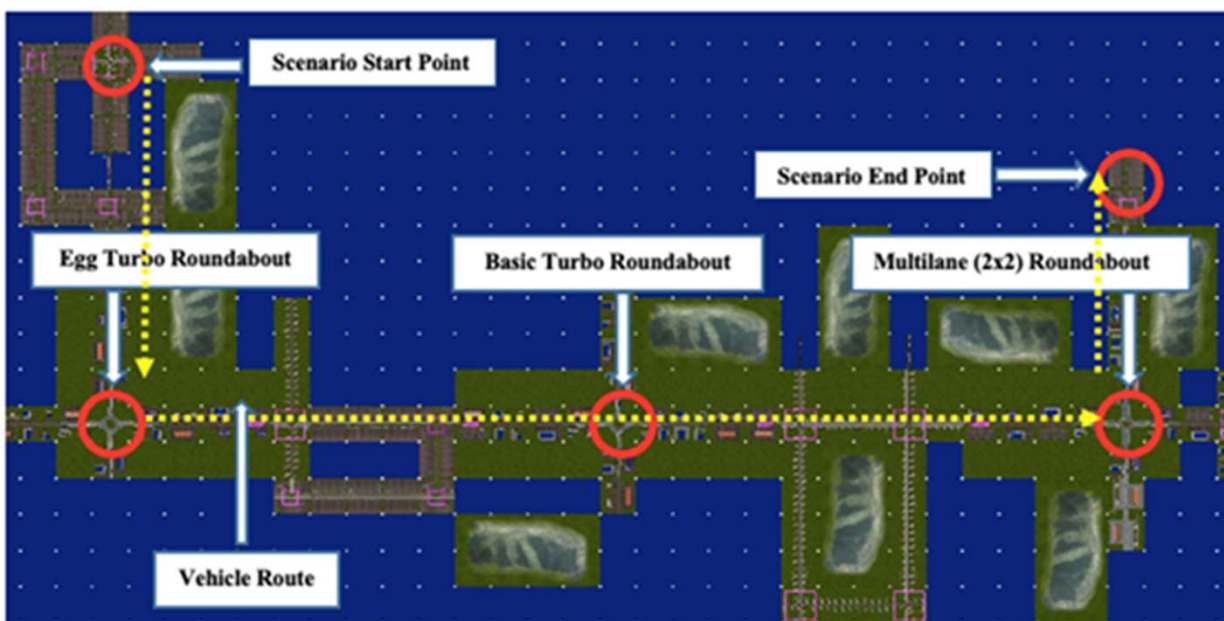 Scenario Start Point
Scenario End Point
Egg Turbo Roundabout
Basic Turbo Roundabout
Multilane (2x2) Roundabout
Vehicle Route